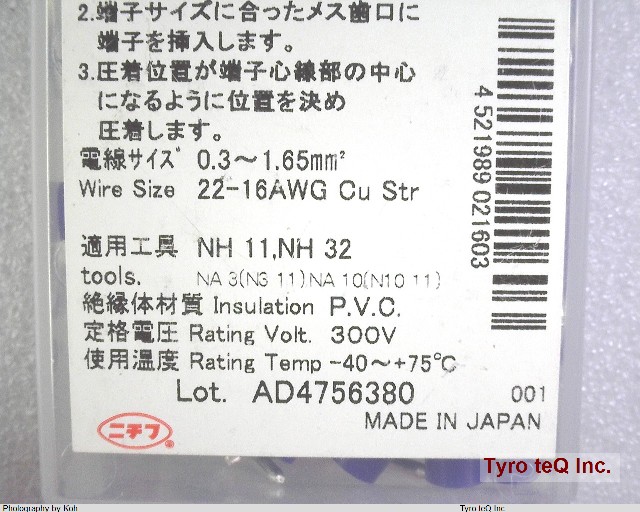 2.端子サイズに合ったメス歯口に
端子を挿入します。
3.圧着位置が端子心線部の中心
になるように位置を決め
圧着します。
電線サイズ 0.3～1.65mm²
Wire Size 22-16AWG Cu Str
適用工具 NH 11,NH 32
tools. NA 3(N3 11)NA 10(N10 11)
絶縁体材質 Insulation P.V.C.
定格電圧 Rating Volt. 300V
使用温度 Rating Temp -40～+75℃
Lot. AD4756380 001
MADE IN JAPAN
ニチフ ®
4 521989 021603
Tyro teQ Inc.
Photography by Koh
Tyro teQ Inc